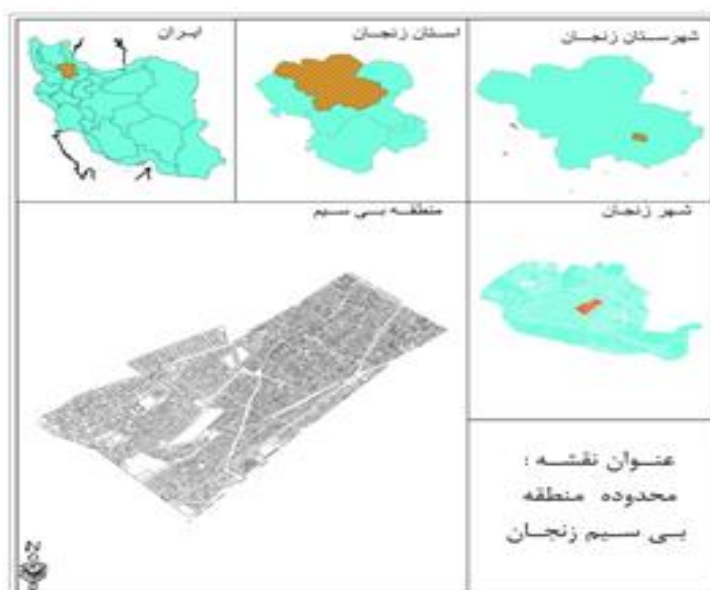 شهرستان زنجان
استان زنجان
ایران
شهر زنجان
منطقه بی سیم
عنوان نقشه :
محدوده منطقه
بی سیم زنجان